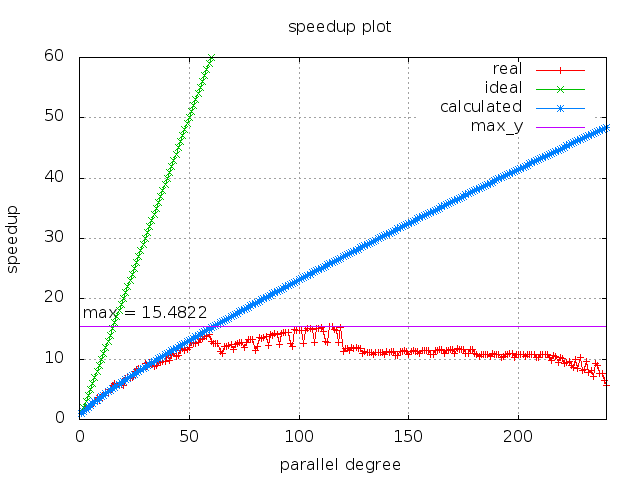 speedup plot
60
50
40
30
20
10
0
speedup
real
ideal
calculated
max_y
max = 15.4822
0
50
100
150
200
parallel degree